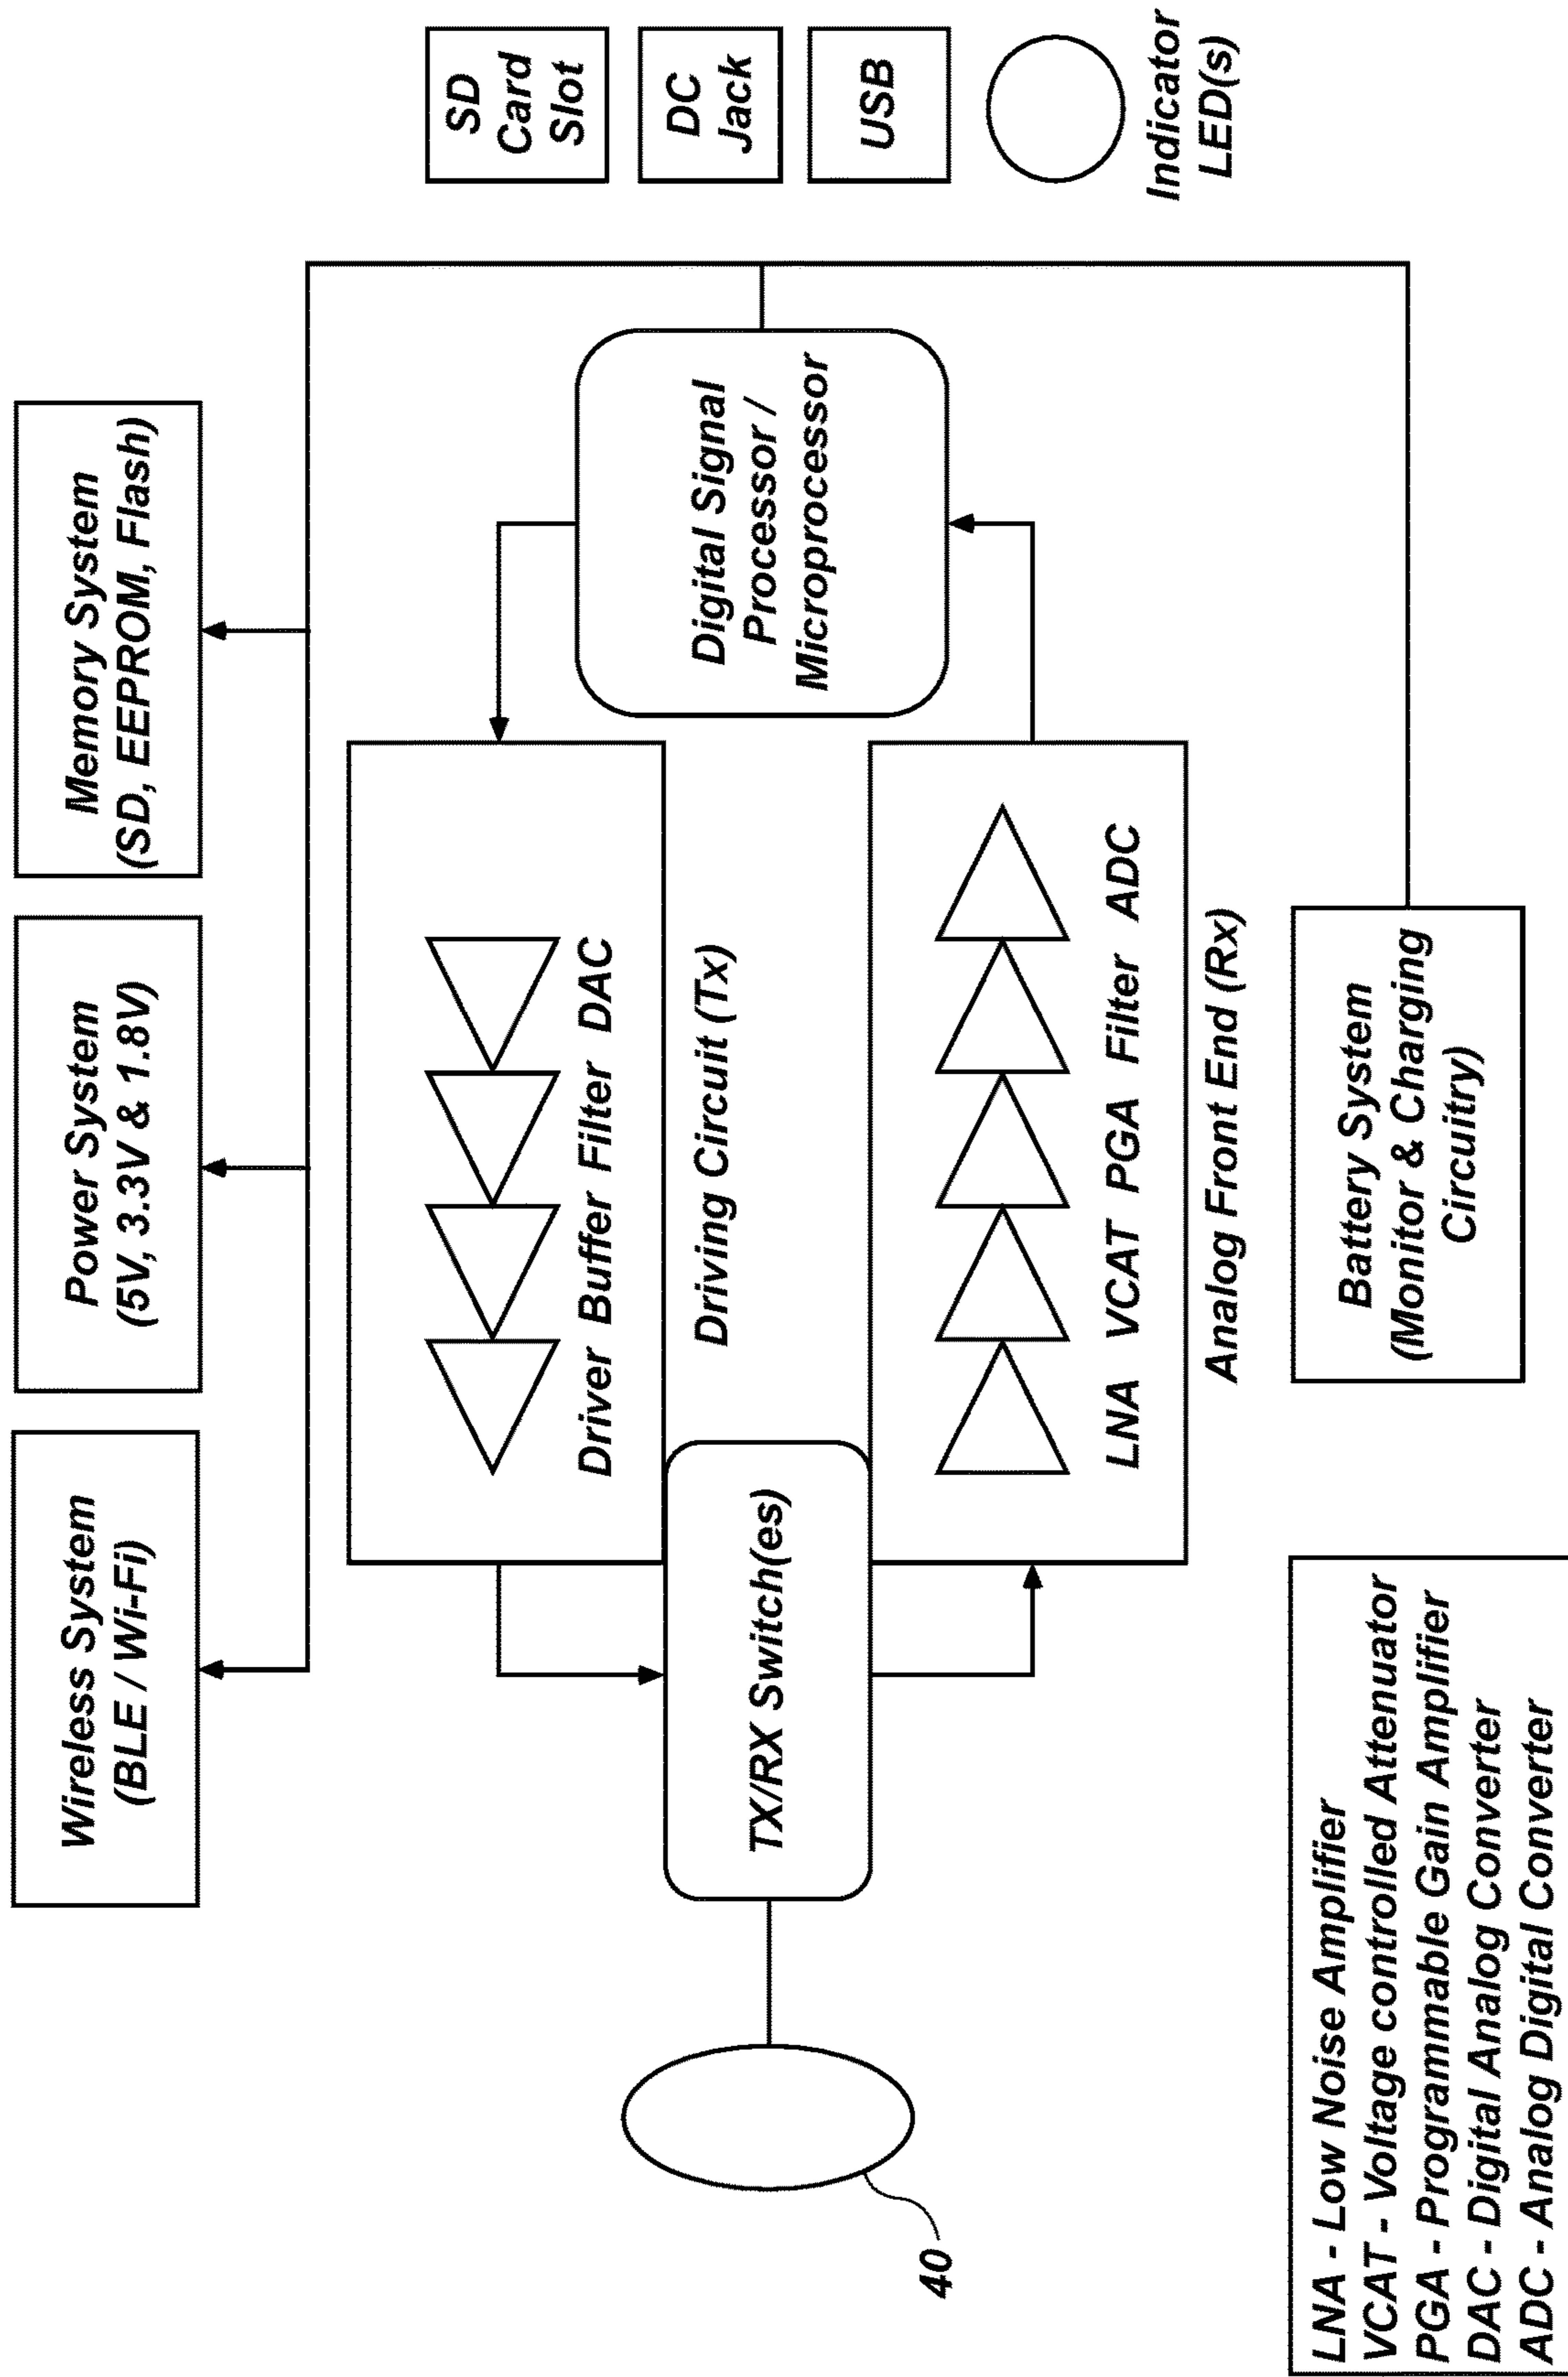 Wireless System
(BLE / Wi-Fi)
Power System
(5V, 3.3V & 1.8V)
Memory System
(SD, EEPROM, Flash)
SD
Card
Slot
DC
Jack
USB
Indicator
LED(s)
Driver Buffer Filter DAC
Driving Circuit (Tx)
Digital Signal
Processor /
Microprocessor
TX/RX Switch(es)
40
LNA VCAT PGA Filter ADC
Analog Front End (Rx)
Battery System
(Monitor & Charging
Circuitry)
LNA - Low Noise Amplifier
VCAT - Voltage controlled Attenuator
PGA - Programmable Gain Amplifier
DAC - Digital Analog Converter
ADC - Analog Digital Converter